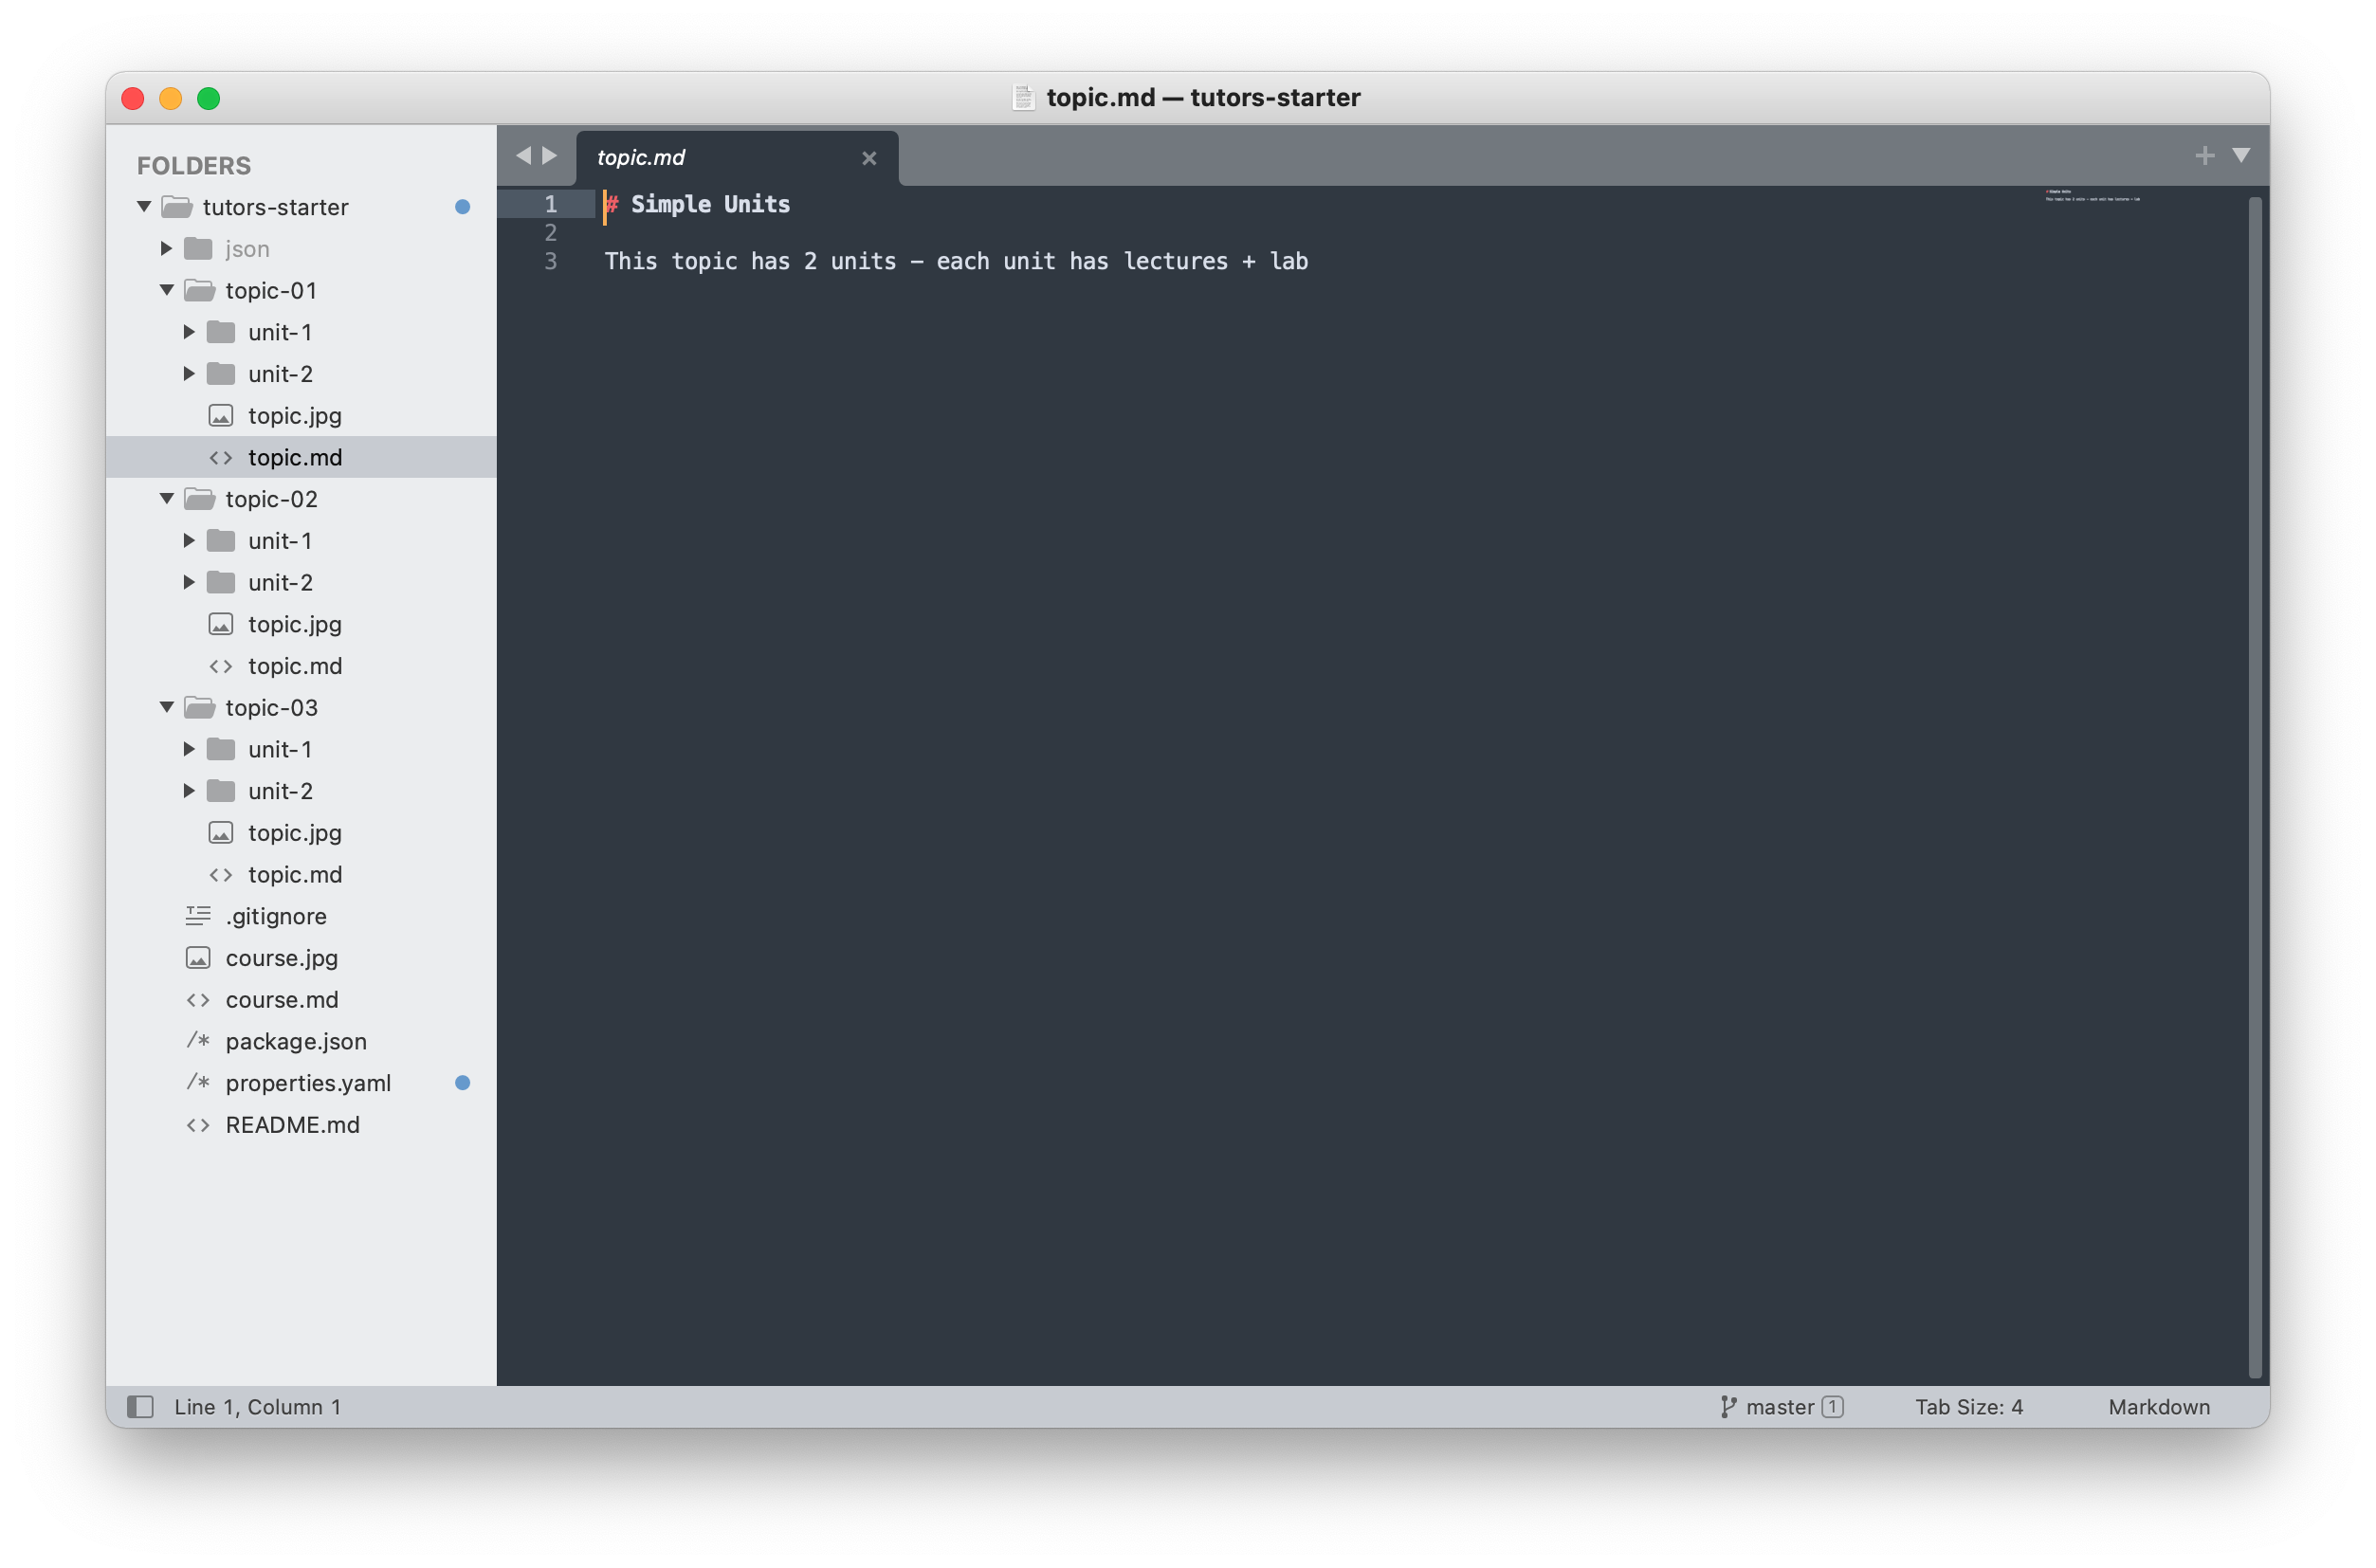 topic.md — tutors-starter
FOLDERS
tutors-starter
json
topic-01
unit-1
unit-2
topic.jpg
<> topic.md
topic-02
unit-1
unit-2
topic.jpg
<> topic.md
topic-03
unit-1
unit-2
topic.jpg
<> topic.md
.gitignore
course.jpg
<> course.md
/* package.json
/* properties.yaml
<> README.md
topic.md
1 # Simple Units
2
3 This topic has 2 units - each unit has lectures + lab
Line 1, Column 1
master 1
Tab Size: 4
Markdown